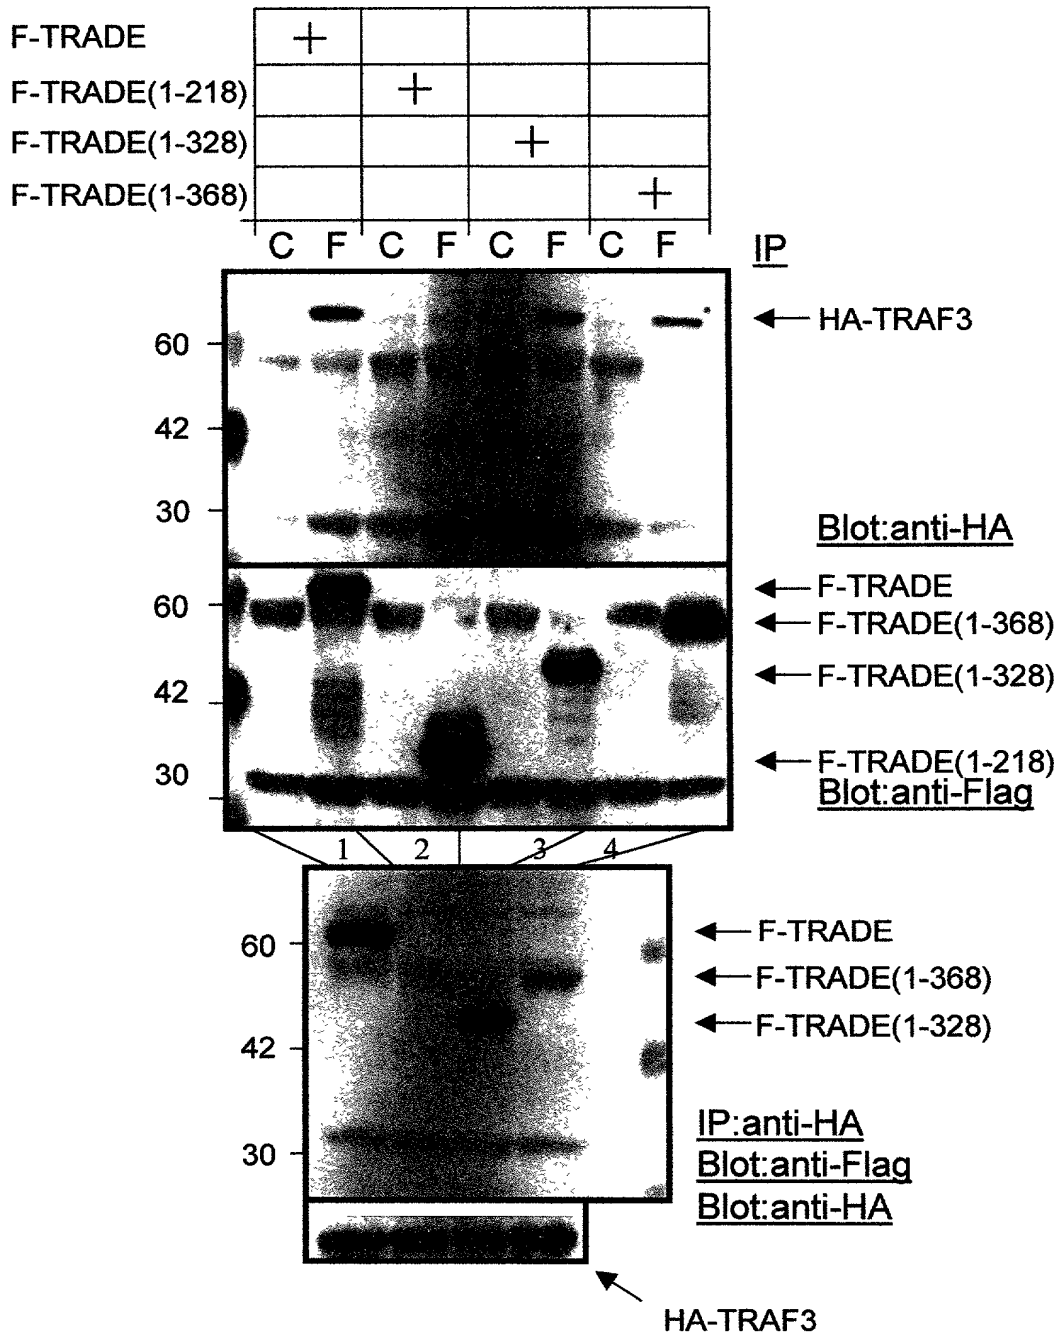 F-TRADE +
F-TRADE(1-218) +
F-TRADE(1-328) +
F-TRADE(1-368) +
C F C F C F C F IP
HA-TRAF3
60
42
30
Blot:anti-HA
F-TRADE
60
F-TRADE(1-368)
F-TRADE(1-328)
42
30
F-TRADE(1-218)
Blot:anti-Flag
1 2 3 4
F-TRADE
60
F-TRADE(1-368)
F-TRADE(1-328)
42
IP:anti-HA
30
Blot:anti-Flag
Blot:anti-HA
HA-TRAF3